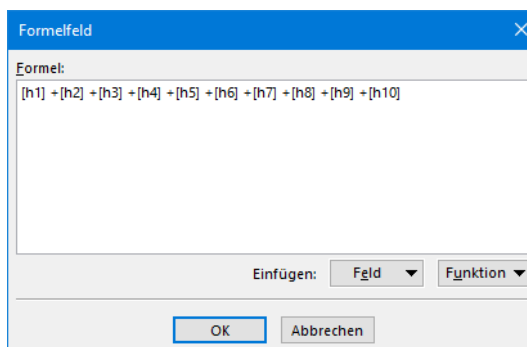 Formelfeld
Formel:
[h1] +[h2] +[h3] +[h4] +[h5] +[h6] +[h7] +[h8] +[h9] +[h10]
Einfügen: Feld Funktion
OK Abbrechen